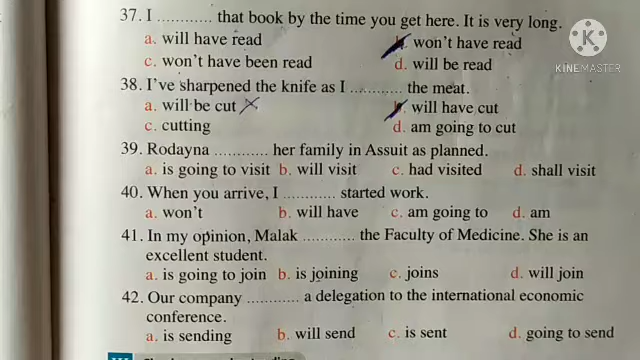 37. I ............ that book by the time you get here. It is very long.
a. will have read b. won't have read
c. won't have been read d. will be read
38. I've sharpened the knife as I ............ the meat.
a. will be cut b. will have cut
c. cutting d. am going to cut
39. Rodayna ............ her family in Assuit as planned.
a. is going to visit b. will visit c. had visited d. shall visit
40. When you arrive, I ............ started work.
a. won't b. will have c. am going to d. am
41. In my opinion, Malak ............ the Faculty of Medicine. She is an
excellent student.
a. is going to join b. is joining c. joins d. will join
42. Our company ............ a delegation to the international economic
conference.
a. is sending b. will send c. is sent d. going to send
KINEMASTER